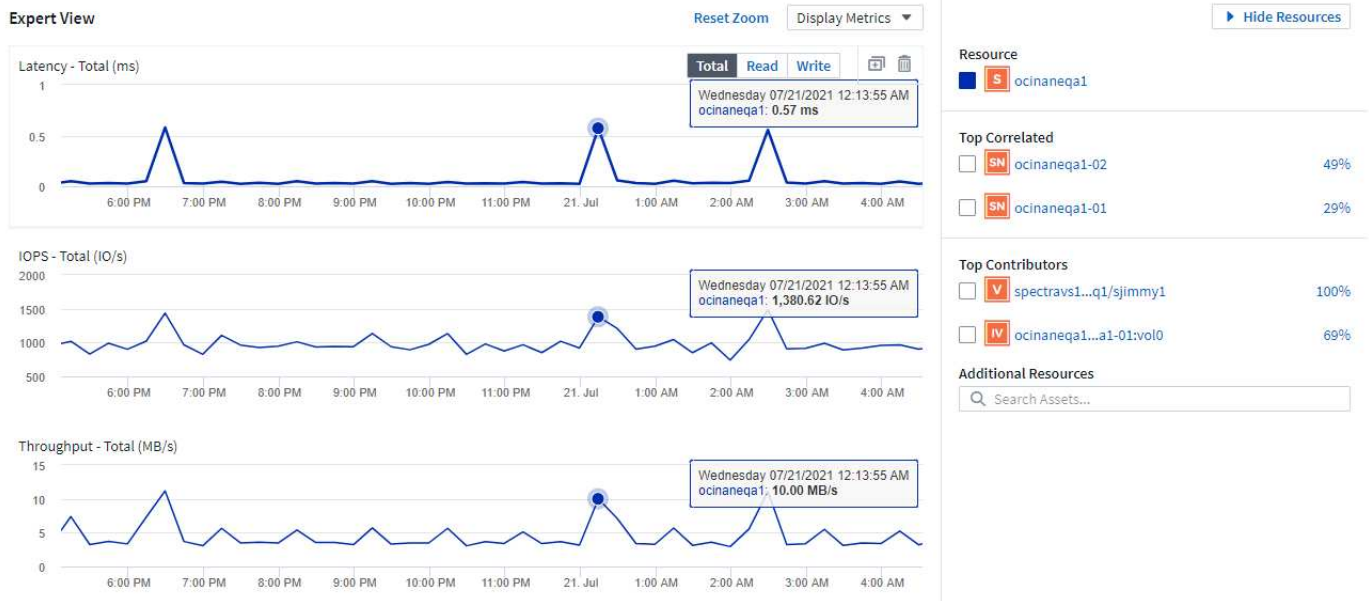 Expert View
Reset Zoom
Display Metrics
Hide Resources
Latency - Total (ms)
Total Read Write
Wednesday 07/21/2021 12:13:55 AM
ocinaneqa1: 0.57 ms
1
0.5
0
6:00 PM 7:00 PM 8:00 PM 9:00 PM 10:00 PM 11:00 PM 21. Jul 1:00 AM 2:00 AM 3:00 AM 4:00 AM
IOPS - Total (IO/s)
Wednesday 07/21/2021 12:13:55 AM
ocinaneqa1: 1,380.62 IO/s
2000
1500
1000
500
6:00 PM 7:00 PM 8:00 PM 9:00 PM 10:00 PM 11:00 PM 21. Jul 1:00 AM 2:00 AM 3:00 AM 4:00 AM
Throughput - Total (MB/s)
Wednesday 07/21/2021 12:13:55 AM
ocinaneqa1: 10.00 MB/s
15
10
5
0
6:00 PM 7:00 PM 8:00 PM 9:00 PM 10:00 PM 11:00 PM 21. Jul 1:00 AM 2:00 AM 3:00 AM 4:00 AM
Resource
S ocinaneqa1
Top Correlated
SN ocinaneqa1-02 49%
SN ocinaneqa1-01 29%
Top Contributors
V spectravs1...q1/sjimmy1 100%
IV ocinaneqa1...a1-01:vol0 69%
Additional Resources
Search Assets...